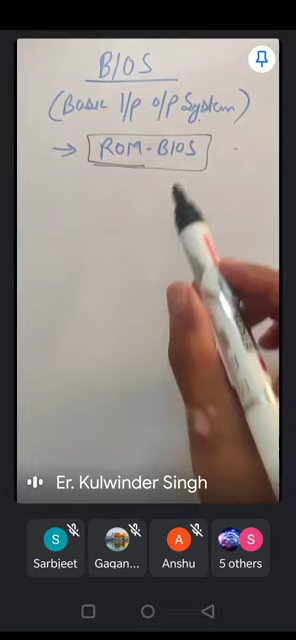 BIOS
(Basic I/p O/p System)
→ ROM-BIOS
Er. Kulwinder Singh
S
A
S
Sarbjeet
Gagan...
Anshu
5 others